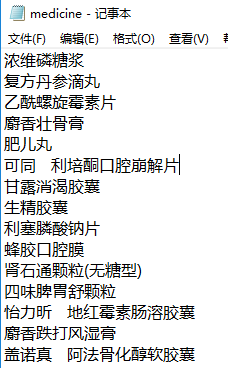 medicine - 记事本
文件(F) 编辑(E) 格式(O) 查看(V)
浓维磷糖浆
复方丹参滴丸
乙酰螺旋霉素片
麝香壮骨膏
肥儿丸
可同 利培酮口腔崩解片
甘露消渴胶囊
生精胶囊
利塞膦酸钠片
蜂胶口腔膜
肾石通颗粒(无糖型)
四味脾胃舒颗粒
怡力昕 地红霉素肠溶胶囊
麝香跌打风湿膏
盖诺真 阿法骨化醇软胶囊